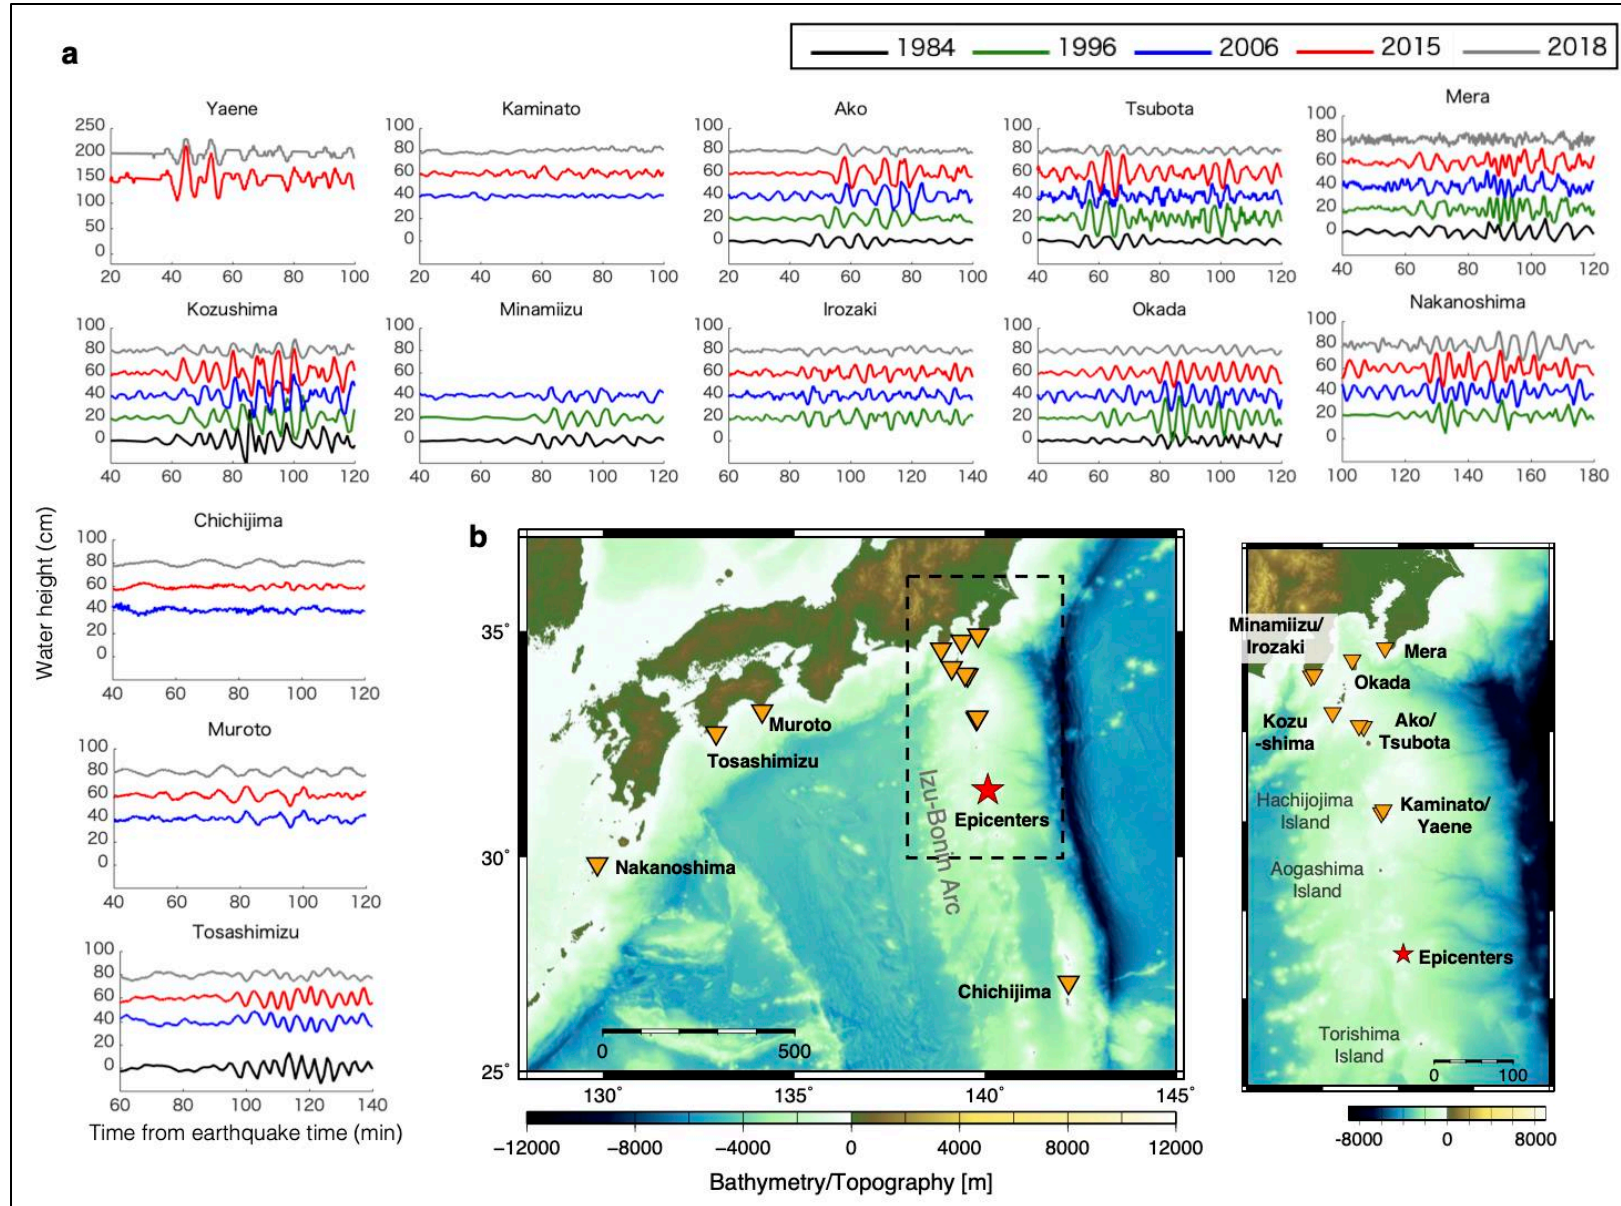 a
1984 1996 2006 2015 2018
Yaene
250
200
150
100
50
0
20 40 60 80 100
Kaminato
100
80
60
40
20
0
20 40 60 80 100
Ako
100
80
60
40
20
0
20 40 60 80 100
Tsubota
100
80
60
40
20
0
40 60 80 100 120
Mera
100
80
60
40
20
0
40 60 80 100 120
Kozushima
100
80
60
40
20
0
40 60 80 100 120
Minamiizu
100
80
60
40
20
0
40 60 80 100 120
Irozaki
100
80
60
40
20
0
60 80 100 120 140
Okada
100
80
60
40
20
0
40 60 80 100 120
Nakanoshima
100
80
60
40
20
0
100 120 140 160 180
Water height (cm)
Chichijima
100
80
60
40
20
0
40 60 80 100 120
Muroto
100
80
60
40
20
0
40 60 80 100 120
Tosashimizu
100
80
60
40
20
0
60 80 100 120 140
Time from earthquake time (min)
b
35°
30°
25°
130° 135° 140° 145°
Muroto
Tosashimizu
Nakanoshima
Izu-Bonin Arc
Epicenters
Chichijima
0 500
−12000 −8000 −4000 0 4000 8000 12000
Bathymetry/Topography [m]
Minamiizu/
Irozaki
Mera
Okada
Kozu
-shima
Ako/
Tsubota
Hachijojima
Island
Kaminato/
Yaene
Aogashima
Island
Epicenters
Torishima
Island
0 100
-8000 0 8000